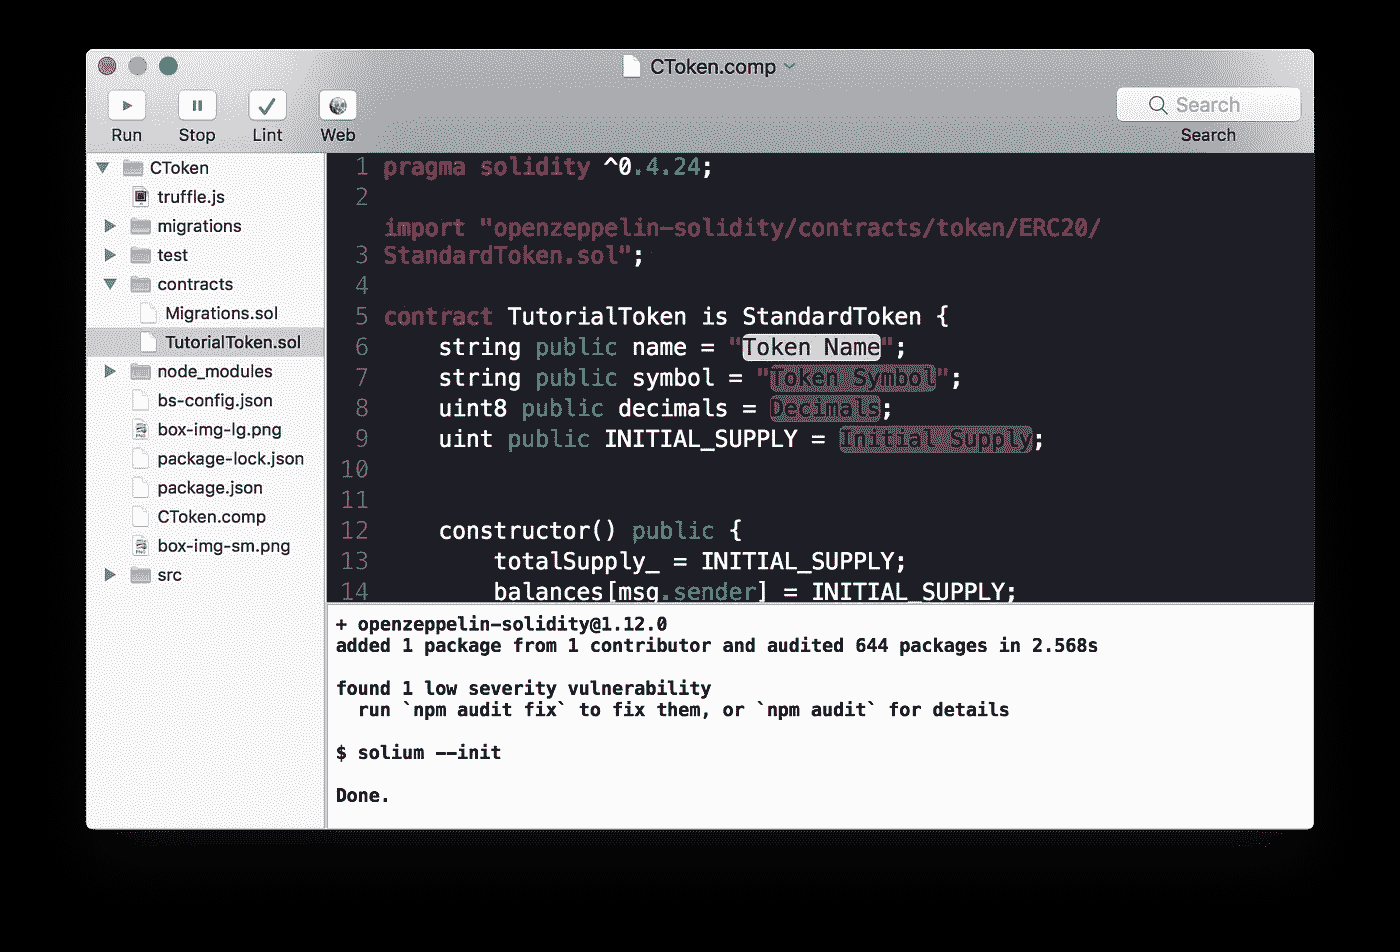 CToken.comp
Run Stop Lint Web
Search
Search
CToken
truffle.js
migrations
test
contracts
Migrations.sol
TutorialToken.sol
node_modules
bs-config.json
box-img-lg.png
package-lock.json
package.json
CToken.comp
box-img-sm.png
src
1 pragma solidity ^0.4.24;
2
import "openzeppelin-solidity/contracts/token/ERC20/
3 StandardToken.sol";
4
5 contract TutorialToken is StandardToken {
6 string public name = "Token Name";
7 string public symbol = "Token Symbol";
8 uint8 public decimals = Decimals;
9 uint public INITIAL_SUPPLY = Initial Supply;
10
11
12 constructor() public {
13 totalSupply_ = INITIAL_SUPPLY;
14 balances[msg.sender] = INITIAL_SUPPLY;
+ openzeppelin-solidity@1.12.0
added 1 package from 1 contributor and audited 644 packages in 2.568s
found 1 low severity vulnerability
run `npm audit fix` to fix them, or `npm audit` for details
$ solium --init
Done.